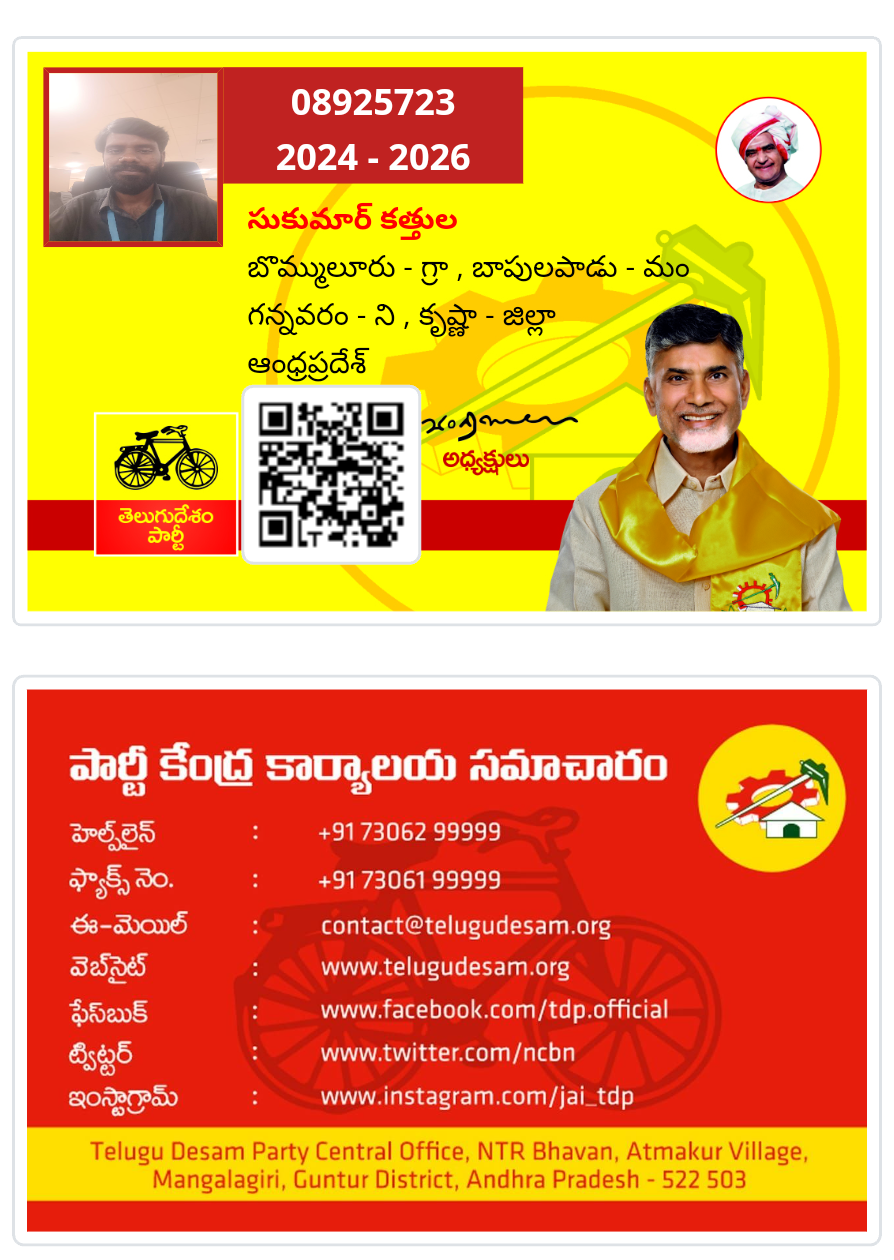 08925723
2024 - 2026
సుకుమార్ కత్తుల
బొమ్ములూరు - గ్రా , బాపులపాడు - మం
గన్నవరం - ని , కృష్ణా - జిల్లా
ఆంధ్రప్రదేశ్
అధ్యక్షులు
తెలుగుదేశం
పార్టీ
పార్టీ కేంద్ర కార్యాలయ సమాచారం
హెల్ప్‌లైన్ : +91 73062 99999
ఫ్యాక్స్ నెం. : +91 73061 99999
ఈ-మెయిల్ : contact@telugudesam.org
వెబ్‌సైట్ : www.telugudesam.org
ఫేస్‌బుక్ : www.facebook.com/tdp.official
ట్విట్టర్ : www.twitter.com/ncbn
ఇంస్టాగ్రామ్ : www.instagram.com/jai_tdp
Telugu Desam Party Central Office, NTR Bhavan, Atmakur Village,
Mangalagiri, Guntur District, Andhra Pradesh - 522 503